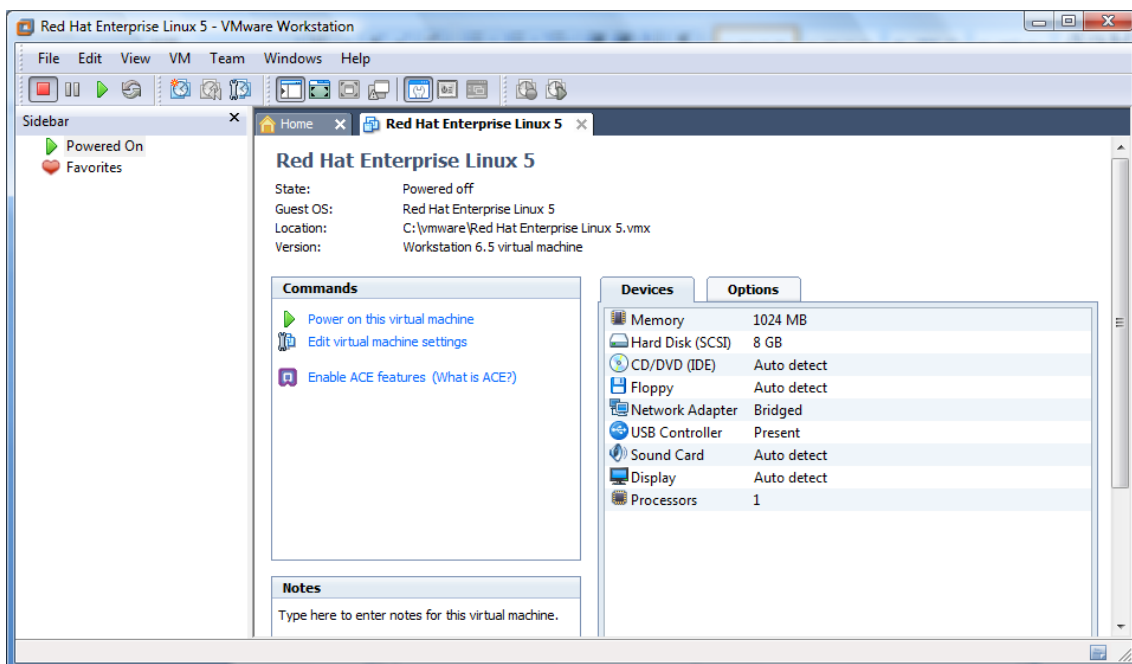 Red Hat Enterprise Linux 5 - VMware Workstation
File Edit View VM Team Windows Help
Sidebar
Powered On
Favorites
Home Red Hat Enterprise Linux 5
Red Hat Enterprise Linux 5
State: Powered off
Guest OS: Red Hat Enterprise Linux 5
Location: C:\vmware\Red Hat Enterprise Linux 5.vmx
Version: Workstation 6.5 virtual machine
Commands
Power on this virtual machine
Edit virtual machine settings
Enable ACE features (What is ACE?)
Devices Options
Memory 1024 MB
Hard Disk (SCSI) 8 GB
CD/DVD (IDE) Auto detect
Floppy Auto detect
Network Adapter Bridged
USB Controller Present
Sound Card Auto detect
Display Auto detect
Processors 1
Notes
Type here to enter notes for this virtual machine.